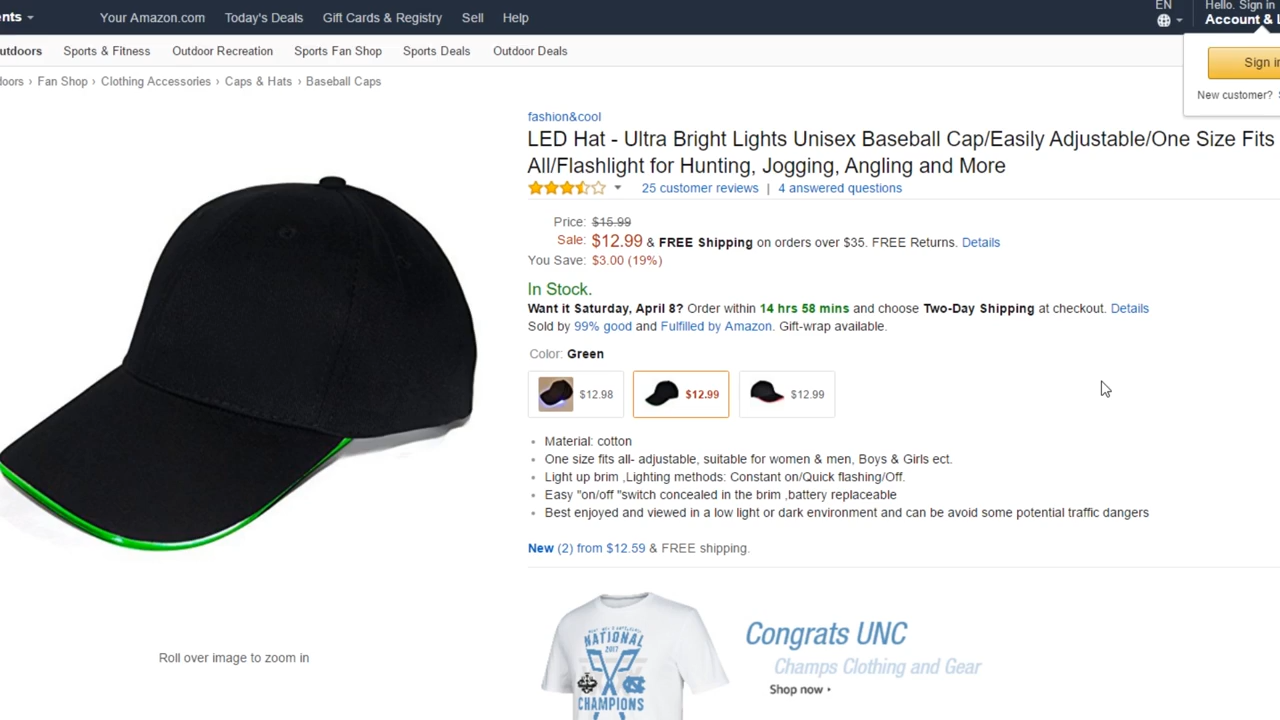 nts
Your Amazon.com
Today's Deals
Gift Cards & Registry
Sell
Help
EN
Hello. Sign in
Account &
utdoors
Sports & Fitness
Outdoor Recreation
Sports Fan Shop
Sports Deals
Outdoor Deals
Sign in
New customer?
oors › Fan Shop › Clothing Accessories › Caps & Hats › Baseball Caps
fashion&cool
LED Hat - Ultra Bright Lights Unisex Baseball Cap/Easily Adjustable/One Size Fits
All/Flashlight for Hunting, Jogging, Angling and More
25 customer reviews | 4 answered questions
Price: $15.99
Sale: $12.99 & FREE Shipping on orders over $35. FREE Returns. Details
You Save: $3.00 (19%)
In Stock.
Want it Saturday, April 8? Order within 14 hrs 58 mins and choose Two-Day Shipping at checkout. Details
Sold by 99% good and Fulfilled by Amazon. Gift-wrap available.
Color: Green
$12.98
$12.99
$12.99
• Material: cotton
• One size fits all- adjustable, suitable for women & men, Boys & Girls ect.
• Light up brim ,Lighting methods: Constant on/Quick flashing/Off.
• Easy "on/off "switch concealed in the brim ,battery replaceable
• Best enjoyed and viewed in a low light or dark environment and can be avoid some potential traffic dangers
New (2) from $12.59 & FREE shipping.
Roll over image to zoom in
NATIONAL
2017
CHAMPIONS
Congrats UNC
Champs Clothing and Gear
Shop now ›